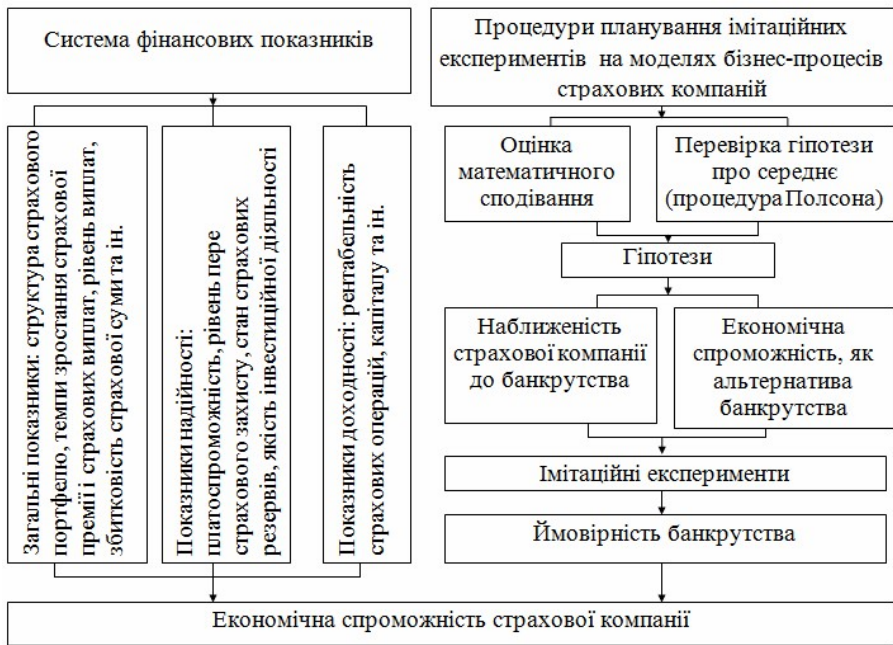 Система фінансових показників
Загальні показники: структура страхового
портфелю, темпи зростання страхової
премії і страхових виплат, рівень виплат,
збитковість страхової суми та ін.
Показники надійності:
платоспроможність, рівень пере
страхового захисту, стан страхових
резервів, якість інвестиційної діяльності
Показники доходності: рентабельність
страхових операцій, капіталу та ін.
Процедури планування імітаційних
експериментів на моделях бізнес-процесів
страхових компаній
Оцінка
математичного
сподівання
Перевірка гіпотези
про середнє
(процедура Полсона)
Гіпотези
Наближеність
страхової компанії
до банкрутства
Економічна
спроможність, як
альтернатива
банкрутства
Імітаційні експерименти
Ймовірність банкрутства
Економічна спроможність страхової компанії